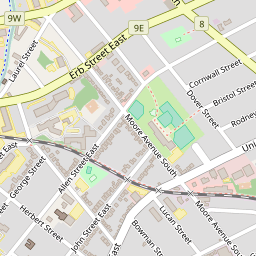 9W
9E
8
Laurel Street
Erb Street East
Cornwall Street
Bristol Street
Dover Street
Rodney
Moore Avenue South
Uni
George Street
Allen Street East
Herbert Street
John Street East
Lucan Street
Bowman Street
Moore Avenue South